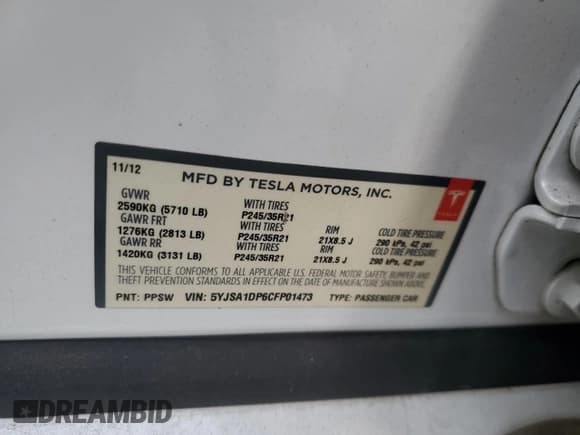 11/12
MFD BY TESLA MOTORS, INC.
GVWR WITH TIRES
2590KG (5710 LB) P245/35R21
GAWR FRT WITH TIRES RIM COLD TIRE PRESSURE
1276KG (2813 LB) P245/35R21 21X8.5 J 290 kPa, 42 psi
GAWR RR WITH TIRES RIM COLD TIRE PRESSURE
1420KG (3131 LB) P245/35R21 21X8.5 J 290 kPa, 42 psi
THIS VEHICLE CONFORMS TO ALL APPLICABLE U.S. FEDERAL MOTOR SAFETY, BUMPER AND
THEFT PREVENTION STANDARDS IN EFFECT ON THE DATE OF MANUFACTURE SHOWN ABOVE.
PNT: PPSW VIN: 5YJSA1DP6CFP01473 TYPE: PASSENGER CAR
TESLA
DREAMBID